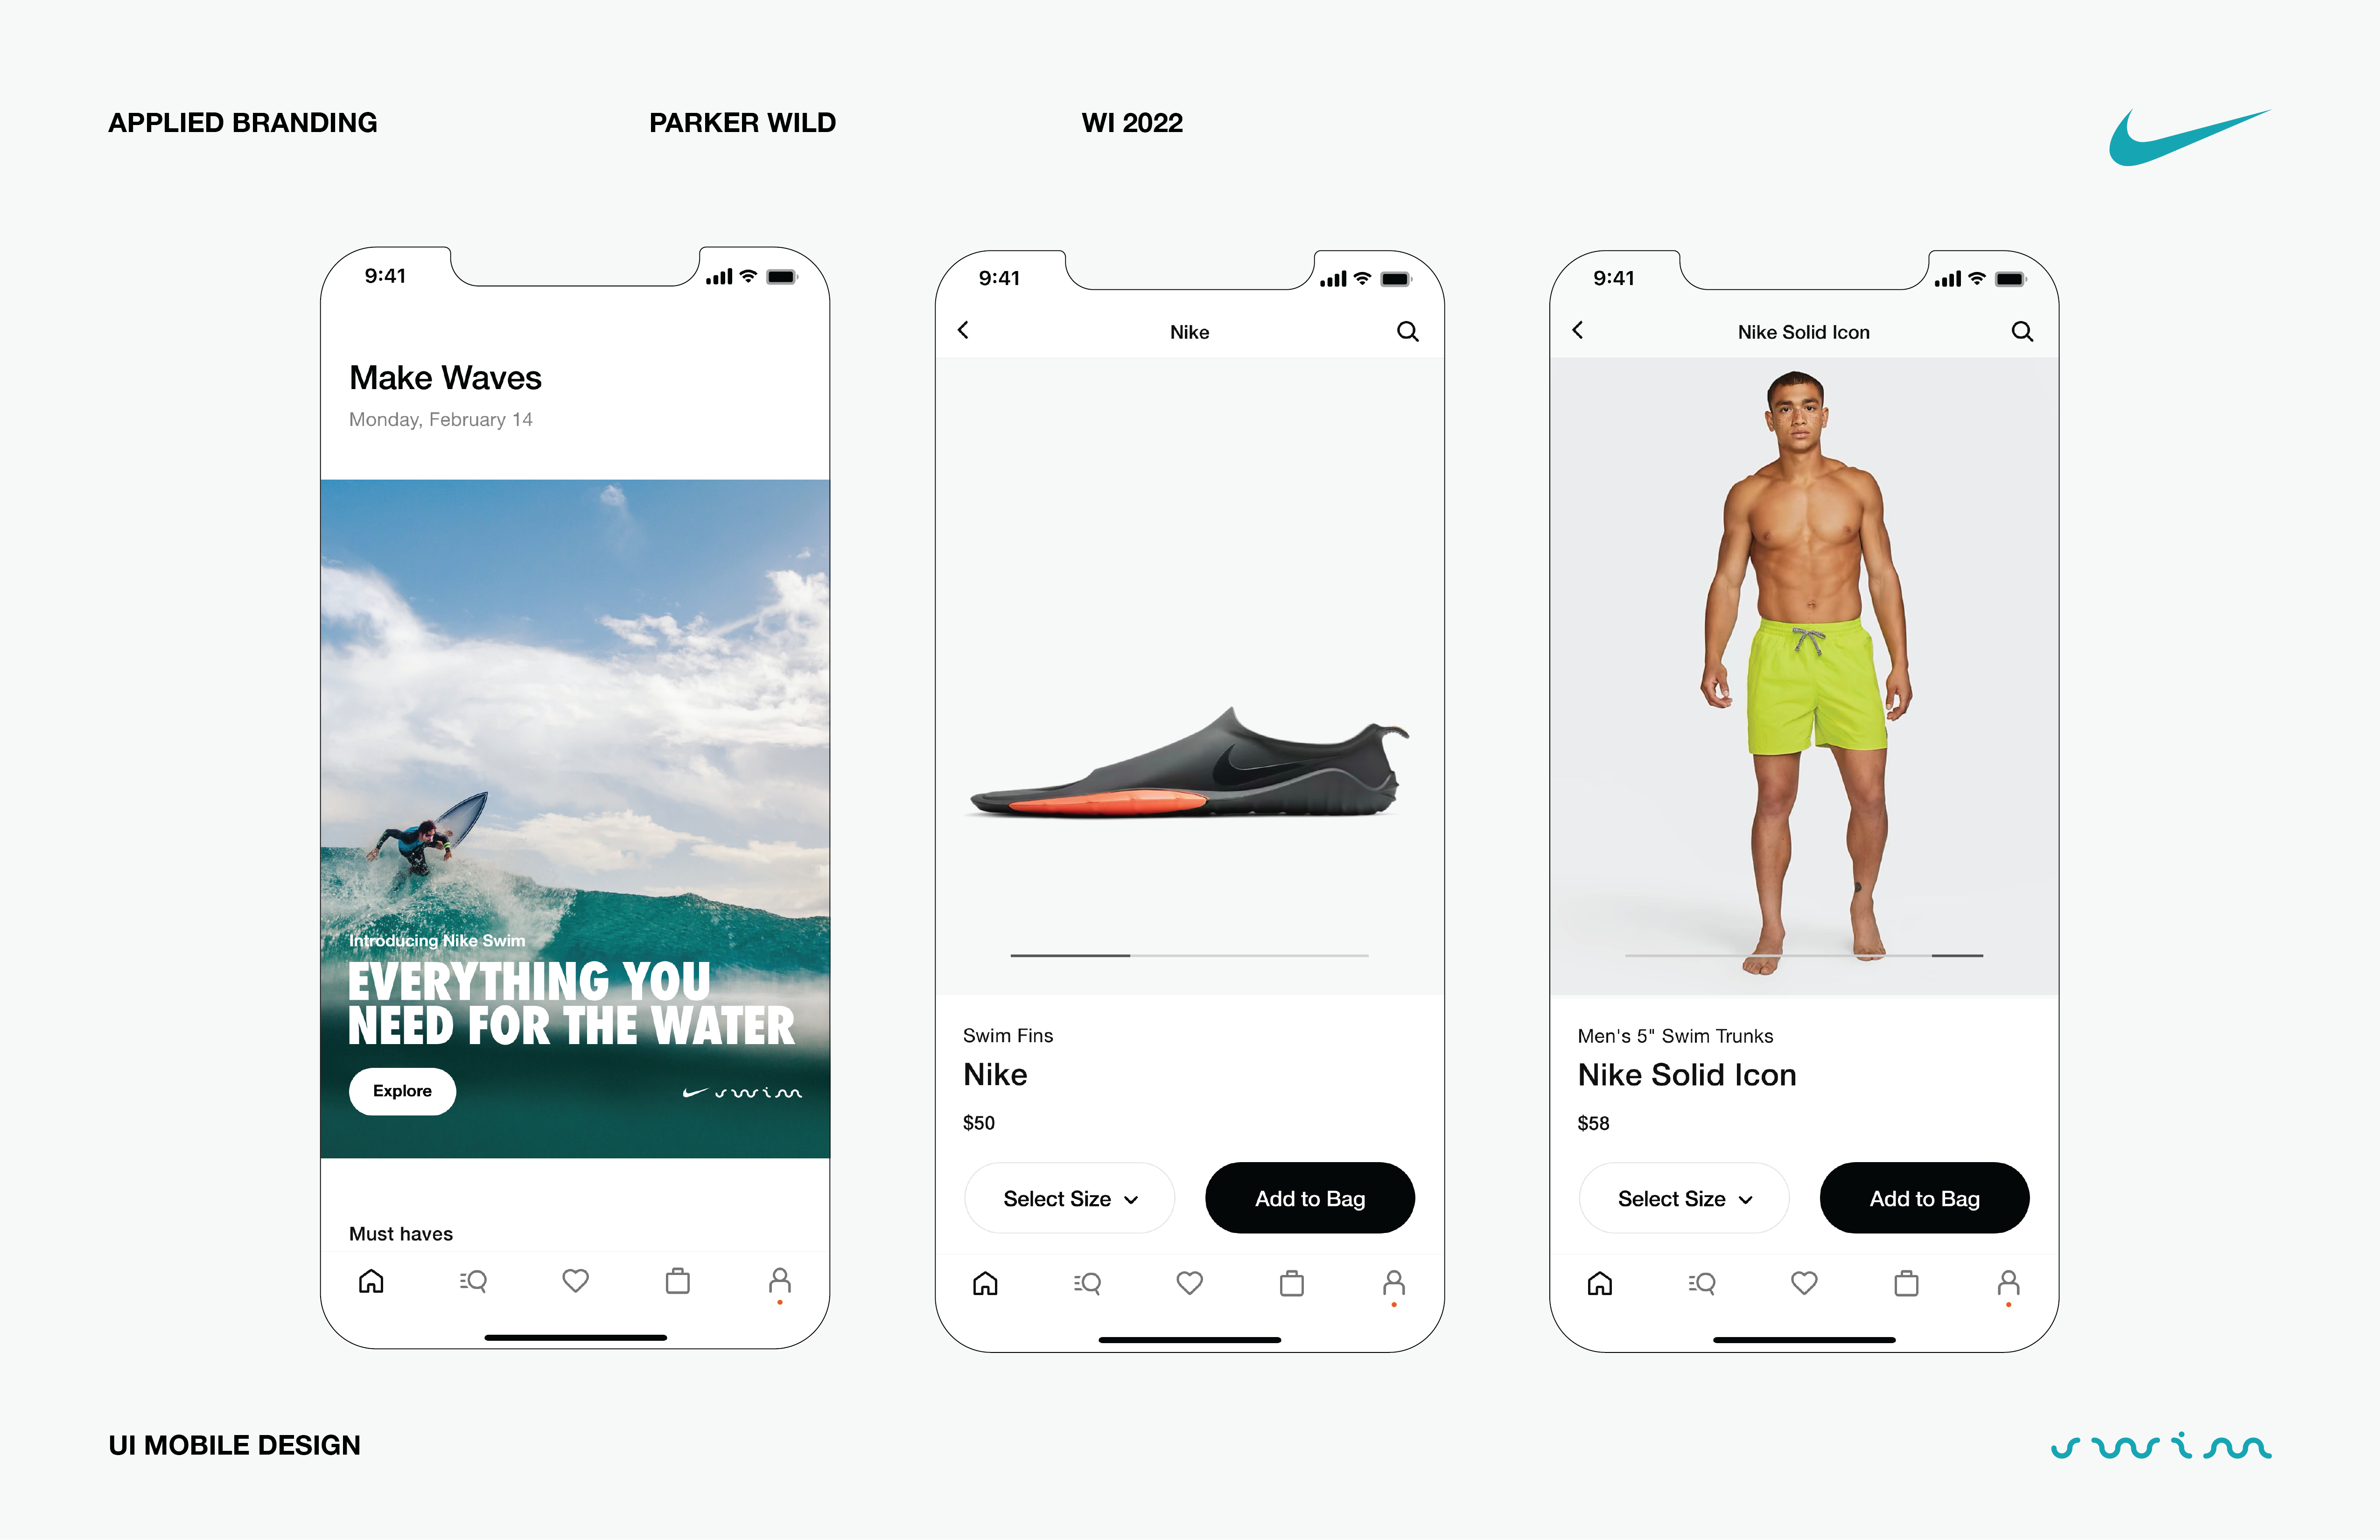 APPLIED BRANDING
PARKER WILD
WI 2022
9:41
Make Waves
Monday, February 14
Introducing Nike Swim
EVERYTHING YOU
NEED FOR THE WATER
Explore
swim
Must haves
9:41
Nike
Swim Fins
Nike
$50
Select Size
Add to Bag
9:41
Nike Solid Icon
Men's 5" Swim Trunks
Nike Solid Icon
$58
Select Size
Add to Bag
UI MOBILE DESIGN
swim